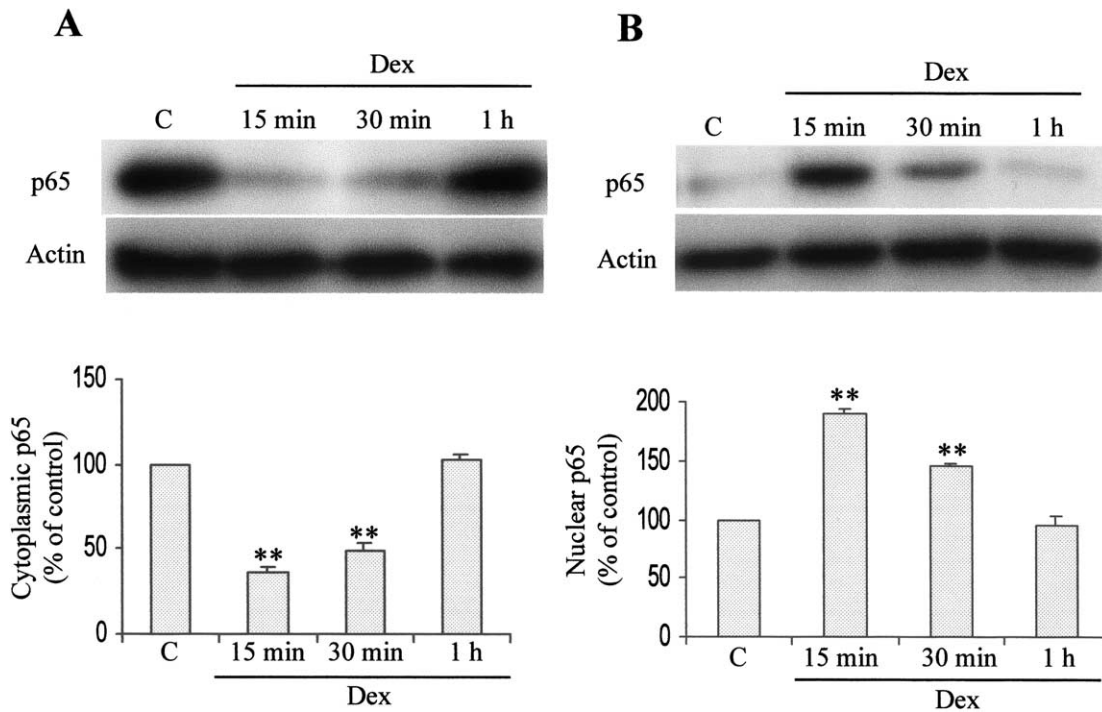 A
Dex
C 15 min 30 min 1 h
p65
Actin
150
100
50
0
Cytoplasmic p65
(% of control)
**
**
C 15 min 30 min 1 h
Dex
B
Dex
C 15 min 30 min 1 h
p65
Actin
200
150
100
50
0
Nuclear p65
(% of control)
**
**
C 15 min 30 min 1 h
Dex